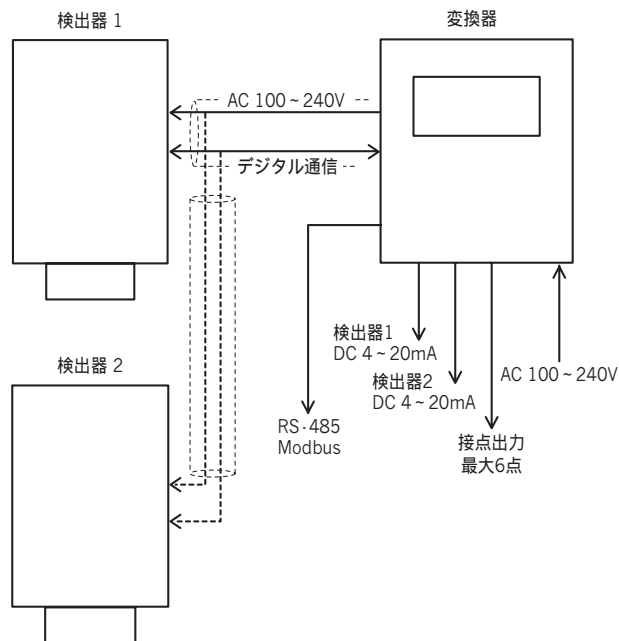 検出器 1
変換器
AC 100~240V
デジタル通信
検出器1
DC 4~20mA
検出器2
DC 4~20mA
AC 100~240V
RS-485
Modbus
接点出力
最大6点
検出器 2